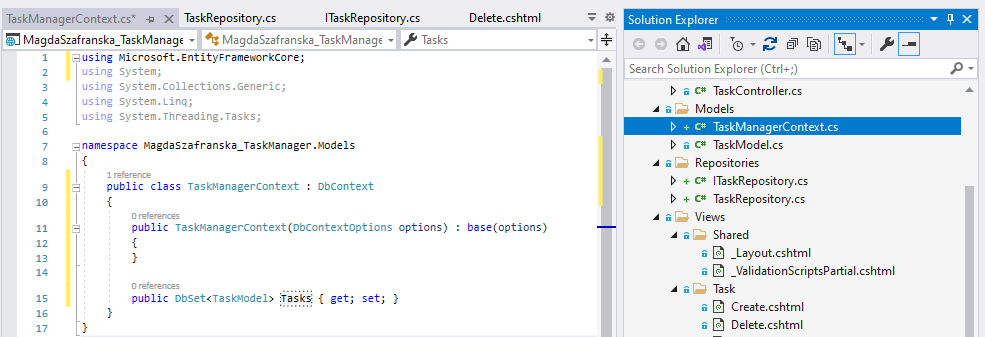 TaskManagerContext.cs* TaskRepository.cs ITaskRepository.cs Delete.cshtml
MagdaSzafranska_TaskManage MagdaSzafranska_TaskManage Tasks
1 using Microsoft.EntityFrameworkCore;
2 using System;
3 using System.Collections.Generic;
4 using System.Linq;
5 using System.Threading.Tasks;
6
7 namespace MagdaSzafranska_TaskManager.Models
8 {
1 reference
9 public class TaskManagerContext : DbContext
10 {
0 references
11 public TaskManagerContext(DbContextOptions options) : base(options)
12 {
13 }
14
0 references
15 public DbSet<TaskModel> Tasks { get; set; }
16 }
17 }
Solution Explorer
Search Solution Explorer (Ctrl+;)
C# TaskController.cs
Models
+ C# TaskManagerContext.cs
C# TaskModel.cs
Repositories
+ C# ITaskRepository.cs
+ C# TaskRepository.cs
Views
Shared
_Layout.cshtml
_ValidationScriptsPartial.cshtml
Task
Create.cshtml
Delete.cshtml